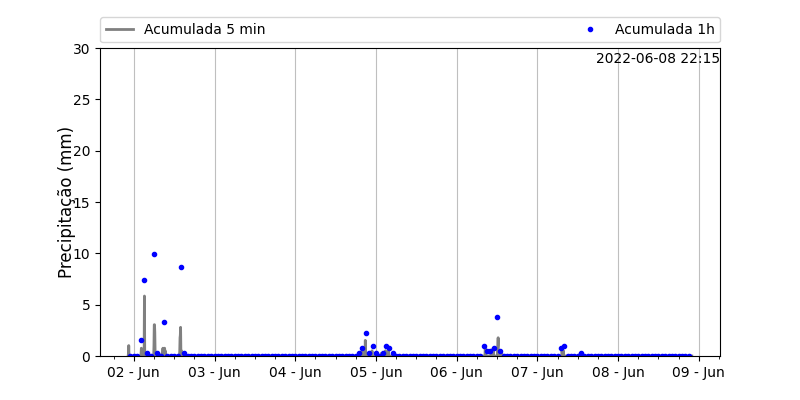 Acumulada 5 min
Acumulada 1h
2022-06-08 22:15
Precipitação (mm)
30
25
20
15
10
5
0
02 - Jun 03 - Jun 04 - Jun 05 - Jun 06 - Jun 07 - Jun 08 - Jun 09 - Jun